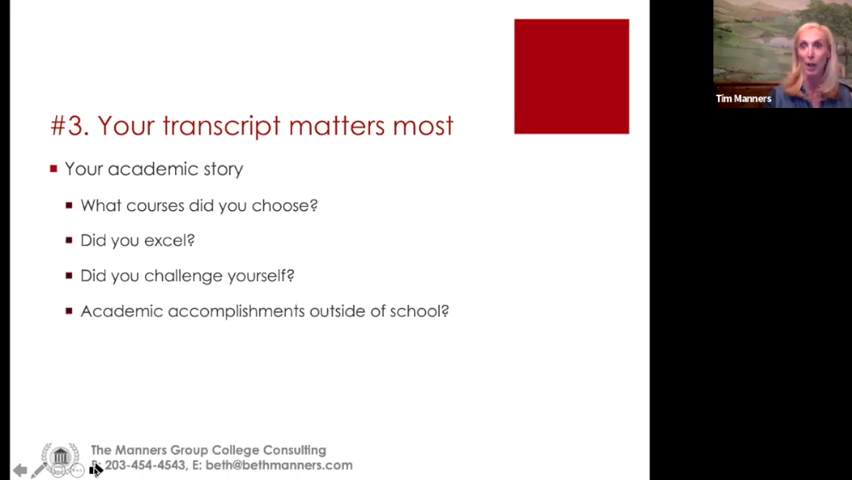 #3. Your transcript matters most
Your academic story
What courses did you choose?
Did you excel?
Did you challenge yourself?
Academic accomplishments outside of school?
The Manners Group College Consulting
203-454-4543, E: beth@bethmanners.com
Tim Manners